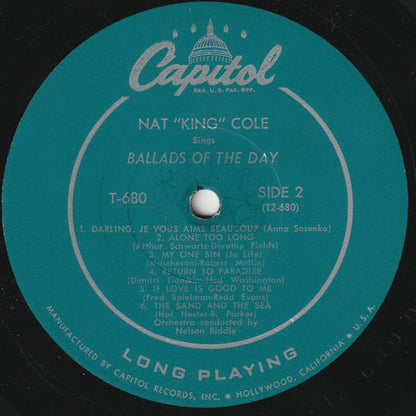 Capitol
REG. U. S. PAT. OFF.
NAT "KING" COLE
Sings
BALLADS OF THE DAY
T-680
SIDE 2
(T2-680)
1. DARLING, JE VOUS AIME BEAUCOUP (Anna Sosenko)
2. ALONE TOO LONG
(Arthur Schwartz-Dorothy Fields)
3. MY ONE SIN (In Life)
(Mascheroni-Robert Mellin)
4. RETURN TO PARADISE
(Dimitri Tiomkin-Ned Washington)
5. IF LOVE IS GOOD TO ME
(Fred Spielman-Redd Evans)
6. THE SAND AND THE SEA
(Hal Hester-B. Parker)
Orchestra conducted by
Nelson Riddle
LONG PLAYING
MANUFACTURED BY CAPITOL RECORDS, INC. • HOLLYWOOD, CALIFORNIA • U.S.A.